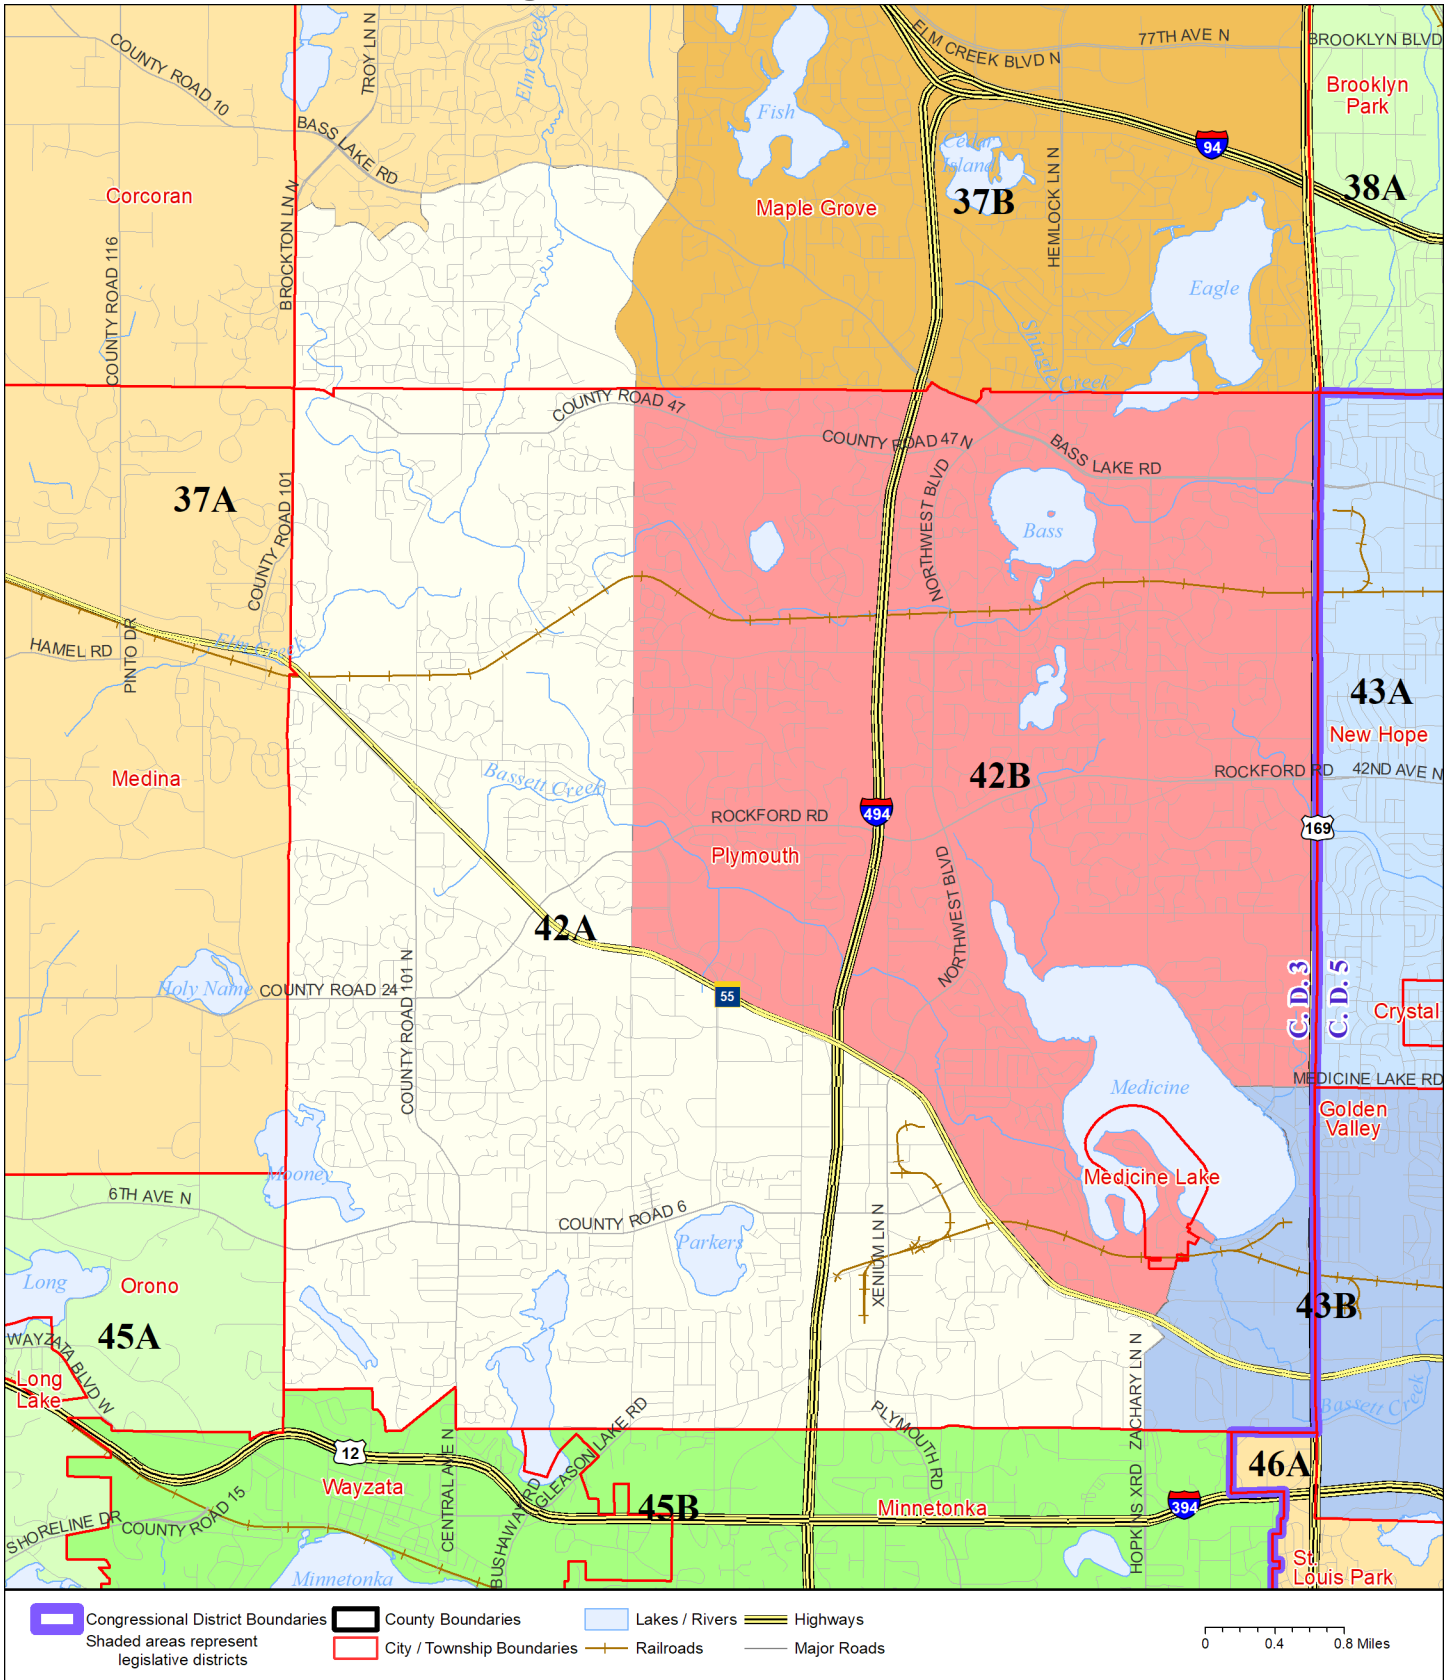 COUNTY ROAD 10
TROY LN N
Elm Creek
ELM CREEK BLVD N
77TH AVE N
BROOKLYN BLVD
Brooklyn
Park
Fish
BASS LAKE RD
Cedar
Island
94
Corcoran
Maple Grove
37B
38A
HEMLOCK LN N
COUNTY ROAD 116
BROCKTON LN N
Eagle
Shingle Creek
COUNTY ROAD 47
COUNTY ROAD 47 N
BASS LAKE RD
37A
COUNTY ROAD 101
NORTHWEST BLVD
Bass
HAMEL RD
PINTO DR
Elm Creek
43A
New Hope
Medina
Bassett Creek
42B
ROCKFORD RD
42ND AVE N
ROCKFORD RD
494
169
Plymouth
NORTHWEST BLVD
42A
Holy Name
COUNTY ROAD 24
COUNTY ROAD 101 N
55
C. D. 3
C. D. 5
Crystal
Medicine
MEDICINE LAKE RD
Golden
Valley
Mooney
Medicine Lake
6TH AVE N
COUNTY ROAD 6
Parkers
XENIUM LN N
Long
Orono
45A
43B
WAYZATA BLVD W
Long
Lake
ZACHARY LN N
Bassett Creek
PLYMOUTH RD
GLEASON LAKE RD
12
CENTRAL AVE N
Wayzata
46A
BUSHAWAY RD
45B
Minnetonka
394
HOPKINS XRD
SHORELINE DR
COUNTY ROAD 15
Minnetonka
St.
Louis Park
Congressional District Boundaries
County Boundaries
Lakes / Rivers
Highways
Shaded areas represent
legislative districts
City / Township Boundaries
Railroads
Major Roads
0 0.4 0.8 Miles